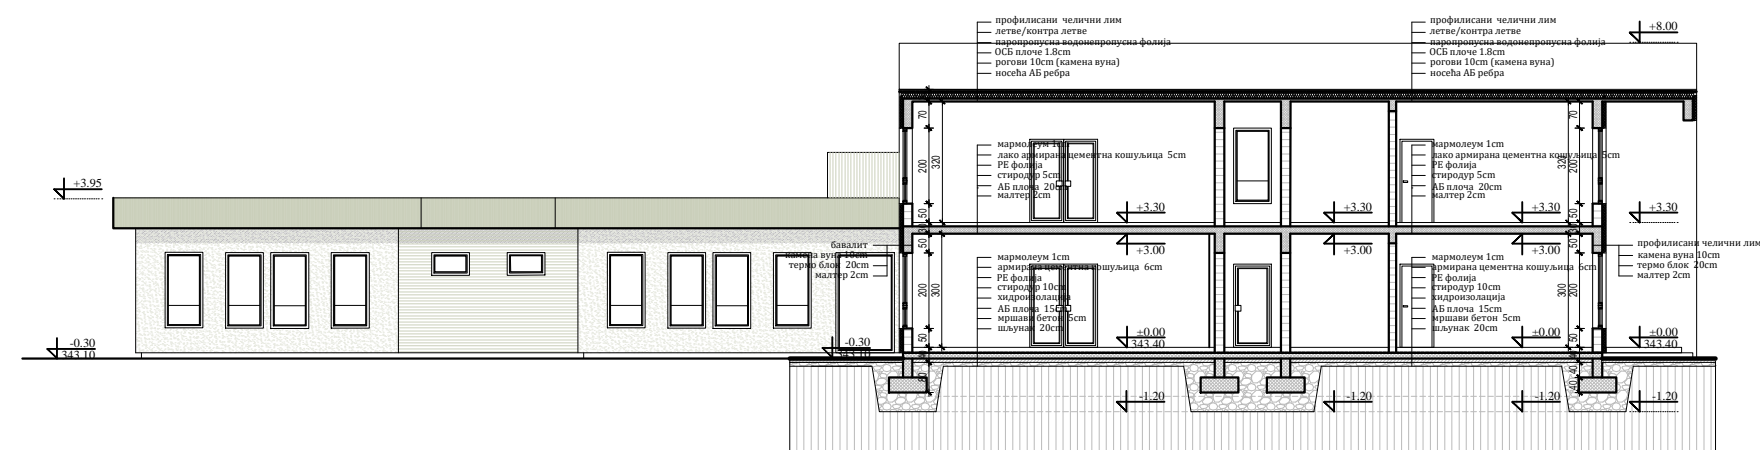 профилисани челични лим
летве/контра летве
паропропусна водонепропусна фолија
ОСБ плоче 1.8cm
рогови 10cm (камена вуна)
носећа АБ ребра
профилисани челични лим
летве/контра летве
паропропусна водонепропусна фолија
ОСБ плоче 1.8cm
рогови 10cm (камена вуна)
носећа АБ ребра
+8.00
70
200
320
50
70
320
200
50
мармолеум 1cm
лако армирана цементна кошуљица 5cm
РЕ фолија
стиродур 5cm
АБ плоча 20cm
малтер 2cm
мармолеум 1cm
лако армирана цементна кошуљица 5cm
РЕ фолија
стиродур 5cm
АБ плоча 20cm
малтер 2cm
+3.95
+3.30
+3.30
+3.30
+3.30
+3.00
+3.00
+3.00
бавалит
камена вуна 10cm
термо блок 20cm
малтер 2cm
профилисани челични лим
камена вуна 10cm
термо блок 20cm
малтер 2cm
50
200
300
50
50
300
200
50
мармолеум 1cm
армирана цементна кошуљица 6cm
РЕ фолија
стиродур 10cm
хидроизолација
АБ плоча 15cm
мршави бетон 5cm
шљунак 20cm
мармолеум 1cm
армирана цементна кошуљица 6cm
РЕ фолија
стиродур 10cm
хидроизолација
АБ плоча 15cm
мршави бетон 5cm
шљунак 20cm
-0.30
343.10
-0.30
343.10
±0.00
343.40
±0.00
±0.00
343.40
40
40
-1.20
-1.20
-1.20
-1.20